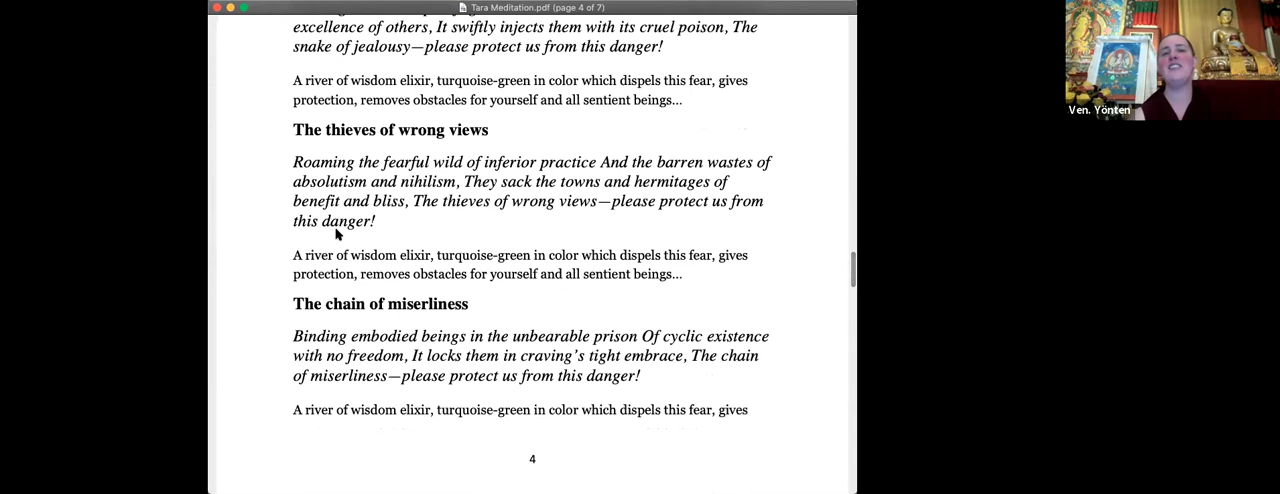 Tara Meditation.pdf (page 4 of 7)
excellence of others, It swiftly injects them with its cruel poison, The
snake of jealousy—please protect us from this danger!
A river of wisdom elixir, turquoise-green in color which dispels this fear, gives
protection, removes obstacles for yourself and all sentient beings...
The thieves of wrong views
Roaming the fearful wild of inferior practice And the barren wastes of
absolutism and nihilism, They sack the towns and hermitages of
benefit and bliss, The thieves of wrong views—please protect us from
this danger!
A river of wisdom elixir, turquoise-green in color which dispels this fear, gives
protection, removes obstacles for yourself and all sentient beings...
The chain of miserliness
Binding embodied beings in the unbearable prison Of cyclic existence
with no freedom, It locks them in craving’s tight embrace, The chain
of miserliness—please protect us from this danger!
A river of wisdom elixir, turquoise-green in color which dispels this fear, gives
4
Ven. Yönten